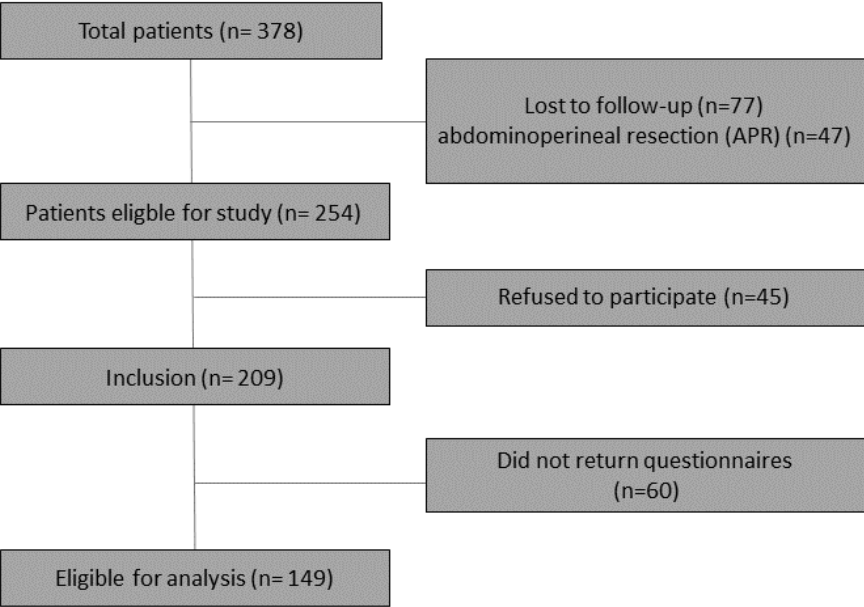 Total patients (n= 378)
Lost to follow-up (n=77)
abdominoperineal resection (APR) (n=47)
Patients eligble for study (n= 254)
Refused to participate (n=45)
Inclusion (n= 209)
Did not return questionnaires
(n=60)
Eligible for analysis (n= 149)